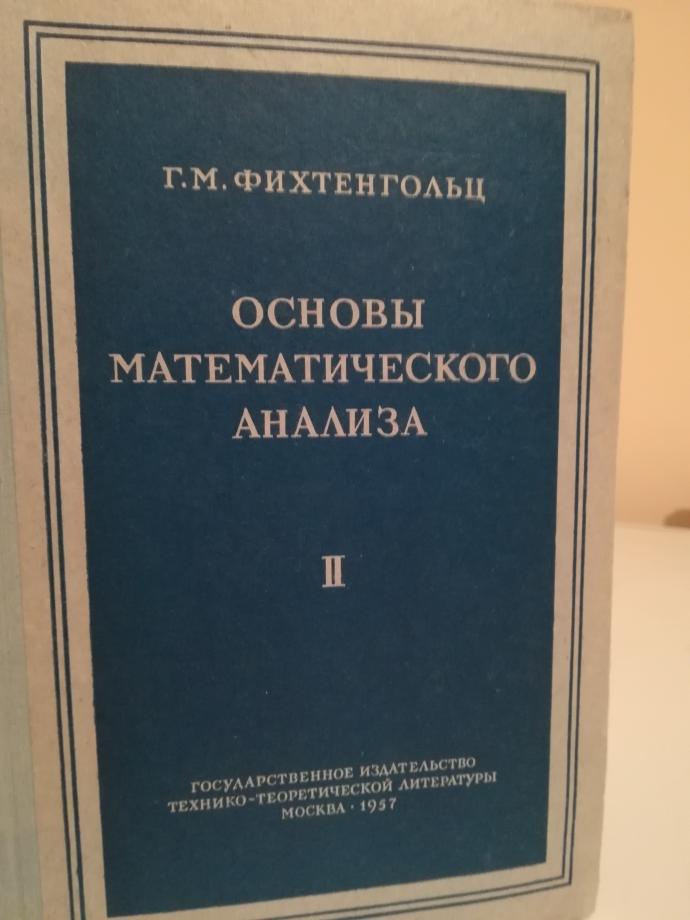 Г.М. ФИХТЕНГОЛЬЦ
ОСНОВЫ
МАТЕМАТИЧЕСКОГО
АНАЛИЗА
II
ГОСУДАРСТВЕННОЕ ИЗДАТЕЛЬСТВО
ТЕХНИКО-ТЕОРЕТИЧЕСКОЙ ЛИТЕРАТУРЫ
МОСКВА · 1957